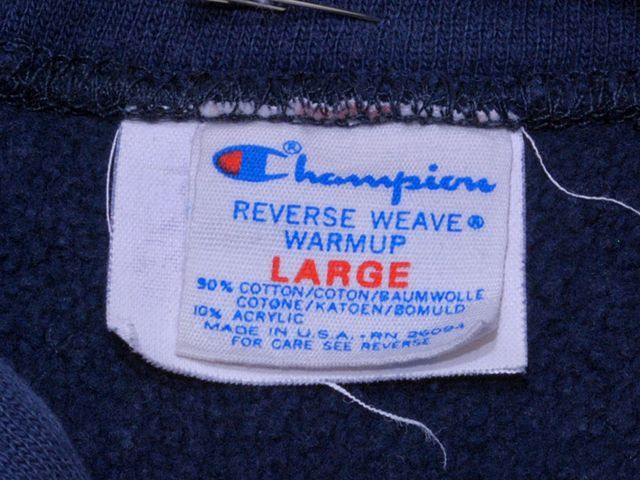 Champion®
REVERSE WEAVE®
WARMUP
LARGE
90% COTTON/COTON/BAUMWOLLE
COTONE/KATOEN/BOMULD
10% ACRYLIC
MADE IN U.S.A. · RN 26094
FOR CARE SEE REVERSE